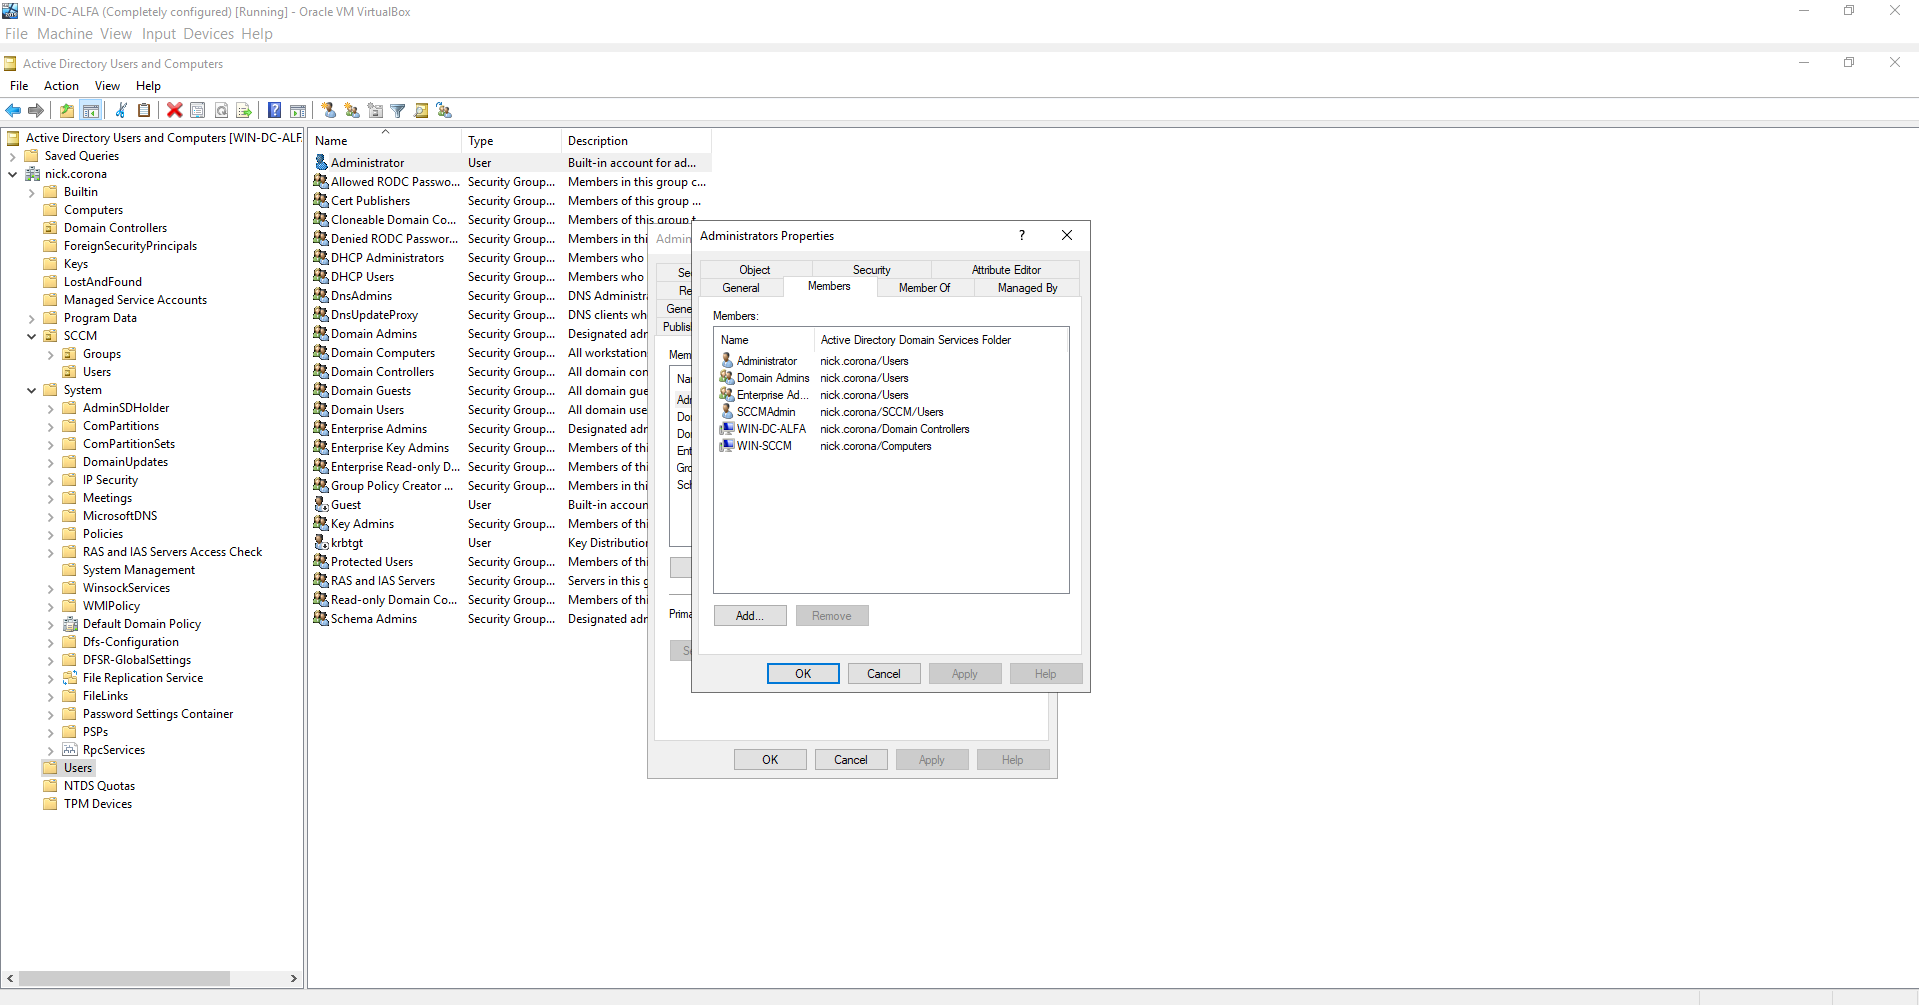 WIN-DC-ALFA (Completely configured) [Running] - Oracle VM VirtualBox
File Machine View Input Devices Help
Active Directory Users and Computers
File Action View Help
Active Directory Users and Computers [WIN-DC-ALF
Saved Queries
nick.corona
Builtin
Computers
Domain Controllers
ForeignSecurityPrincipals
Keys
LostAndFound
Managed Service Accounts
Program Data
SCCM
Groups
Users
System
AdminSDHolder
ComPartitions
ComPartitionSets
DomainUpdates
IP Security
Meetings
MicrosoftDNS
Policies
RAS and IAS Servers Access Check
System Management
WinsockServices
WMIPolicy
Default Domain Policy
Dfs-Configuration
DFSR-GlobalSettings
File Replication Service
FileLinks
Password Settings Container
PSPs
RpcServices
Users
NTDS Quotas
TPM Devices
Name Type Description
Administrator User Built-in account for ad...
Allowed RODC Passwo... Security Group... Members in this group c...
Cert Publishers Security Group... Members of this group ...
Cloneable Domain Co... Security Group... Members of this group t
Denied RODC Passwor... Security Group... Members in thi
DHCP Administrators Security Group... Members who
DHCP Users Security Group... Members who
DnsAdmins Security Group... DNS Administr
DnsUpdateProxy Security Group... DNS clients wh
Domain Admins Security Group... Designated adr
Domain Computers Security Group... All workstation
Domain Controllers Security Group... All domain con
Domain Guests Security Group... All domain gue
Domain Users Security Group... All domain use
Enterprise Admins Security Group... Designated adr
Enterprise Key Admins Security Group... Members of thi
Enterprise Read-only D... Security Group... Members of thi
Group Policy Creator ... Security Group... Members in thi
Guest User Built-in accoun
Key Admins Security Group... Members of thi
krbtgt User Key Distribution
Protected Users Security Group... Members of thi
RAS and IAS Servers Security Group... Servers in this g
Read-only Domain Co... Security Group... Members of thi
Schema Admins Security Group... Designated adr
Admin
Se
Re
Gene
Publis
Mem
Na
Ad
Do
Do
Ent
Gro
Sch
Prima
S
OK Cancel Apply Help
Administrators Properties ?
Object Security Attribute Editor
General Members Member Of Managed By
Members:
Name Active Directory Domain Services Folder
Administrator nick.corona/Users
Domain Admins nick.corona/Users
Enterprise Ad... nick.corona/Users
SCCMAdmin nick.corona/SCCM/Users
WIN-DC-ALFA nick.corona/Domain Controllers
WIN-SCCM nick.corona/Computers
Add... Remove
OK Cancel Apply Help